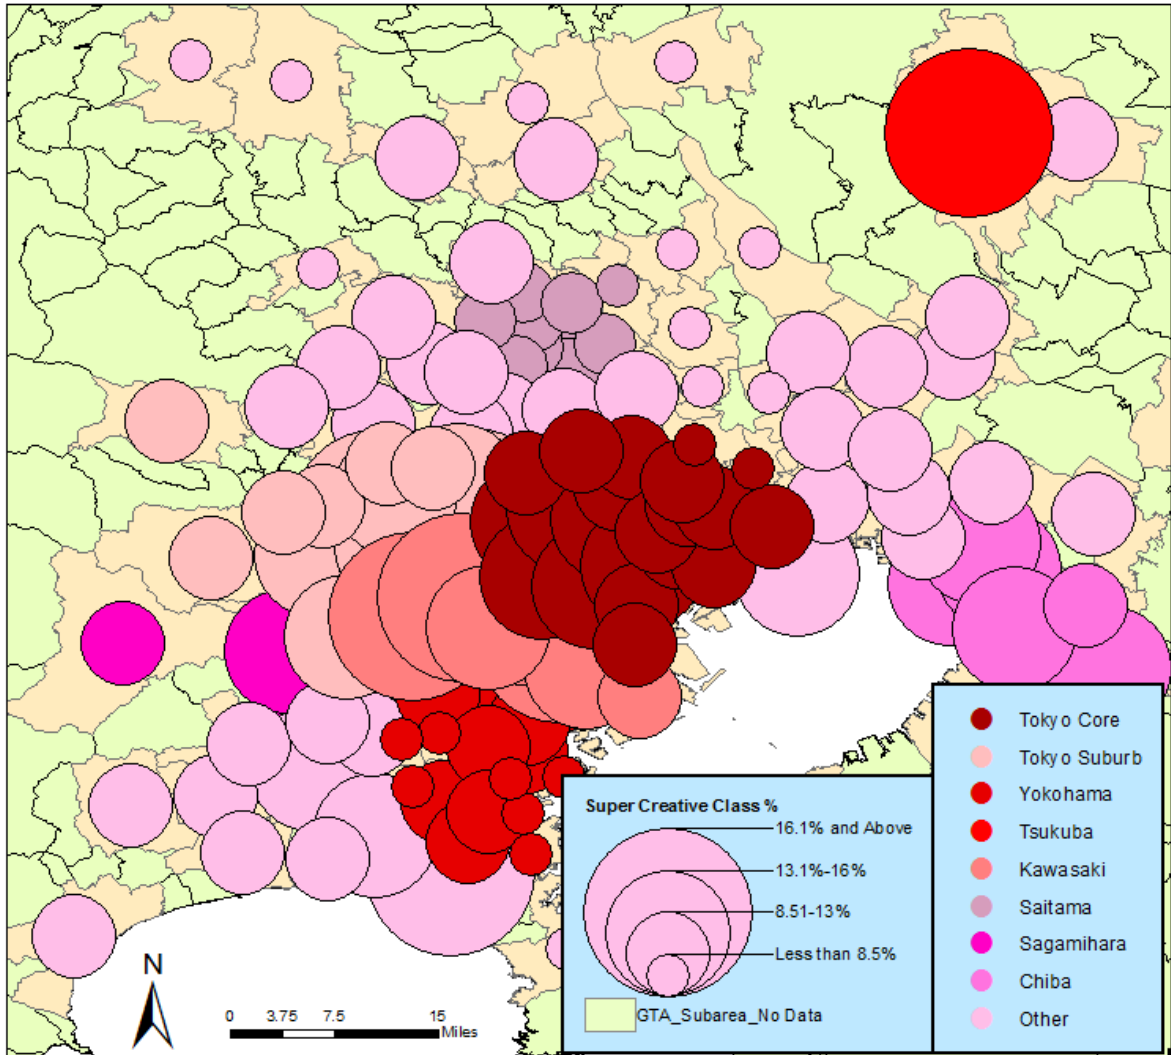 Super Creative Class %
16.1% and Above
13.1%-16%
8.51-13%
Less than 8.5%
GTA_Subarea_No Data
Tokyo Core
Tokyo Suburb
Yokohama
Tsukuba
Kawasaki
Saitama
Sagamihara
Chiba
Other
N
0 3.75 7.5 15
Miles